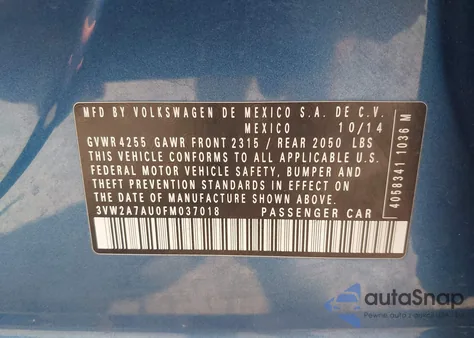 MFD BY VOLKSWAGEN DE MEXICO S.A. DE C.V.
MEXICO 10/14
GVWR 4255 GAWR FRONT 2315 / REAR 2050 LBS
THIS VEHICLE CONFORMS TO ALL APPLICABLE
FEDERAL MOTOR VEHICLE SAFETY, BUMPER AND
THEFT PREVENTION STANDARDS IN EFFECT ON
THE DATE OF MANUFACTURE SHOWN ABOVE.
3VW2A7AU0FM037018 PASSENGER CAR
4058341 1036 M
autoSnap
Pewne auto z